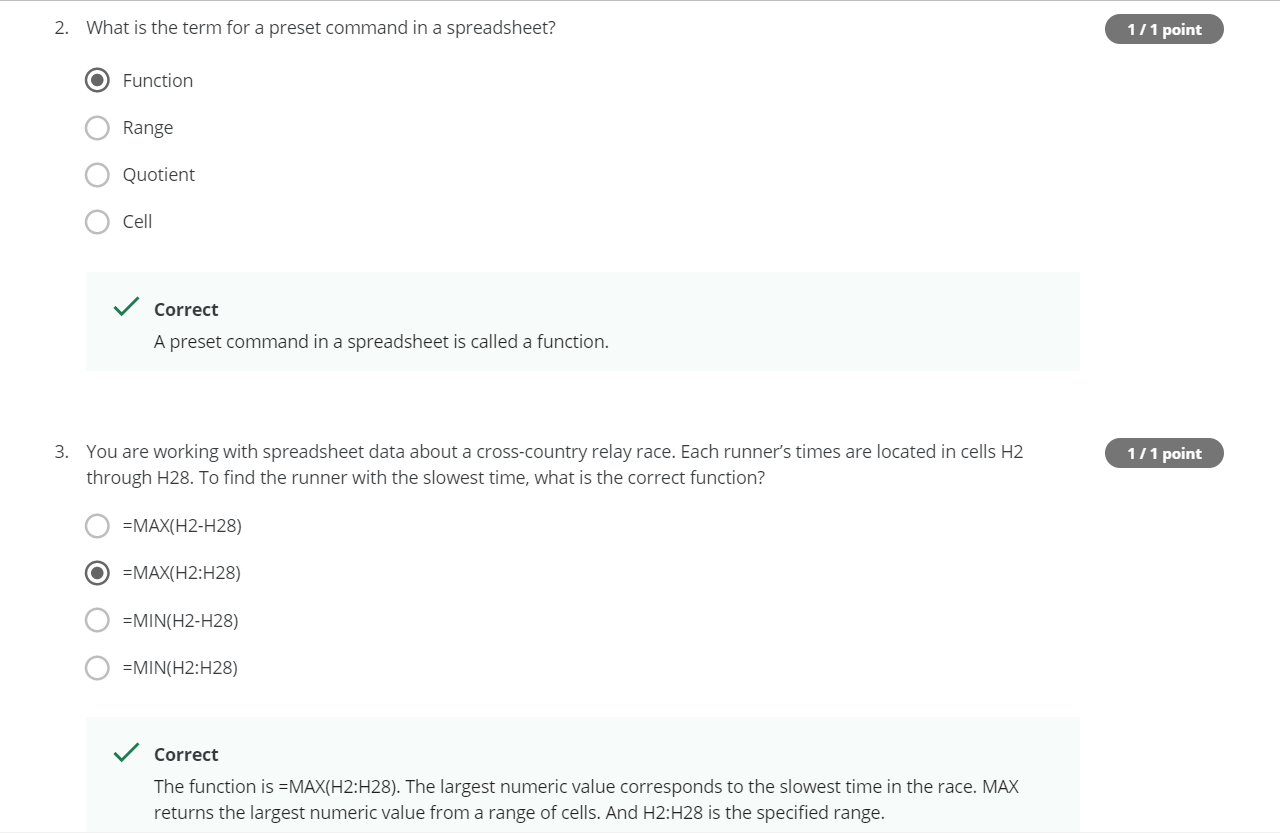 2. What is the term for a preset command in a spreadsheet?
1 / 1 point
Function
Range
Quotient
Cell
Correct
A preset command in a spreadsheet is called a function.
3. You are working with spreadsheet data about a cross-country relay race. Each runner’s times are located in cells H2
through H28. To find the runner with the slowest time, what is the correct function?
1 / 1 point
=MAX(H2-H28)
=MAX(H2:H28)
=MIN(H2-H28)
=MIN(H2:H28)
Correct
The function is =MAX(H2:H28). The largest numeric value corresponds to the slowest time in the race. MAX
returns the largest numeric value from a range of cells. And H2:H28 is the specified range.